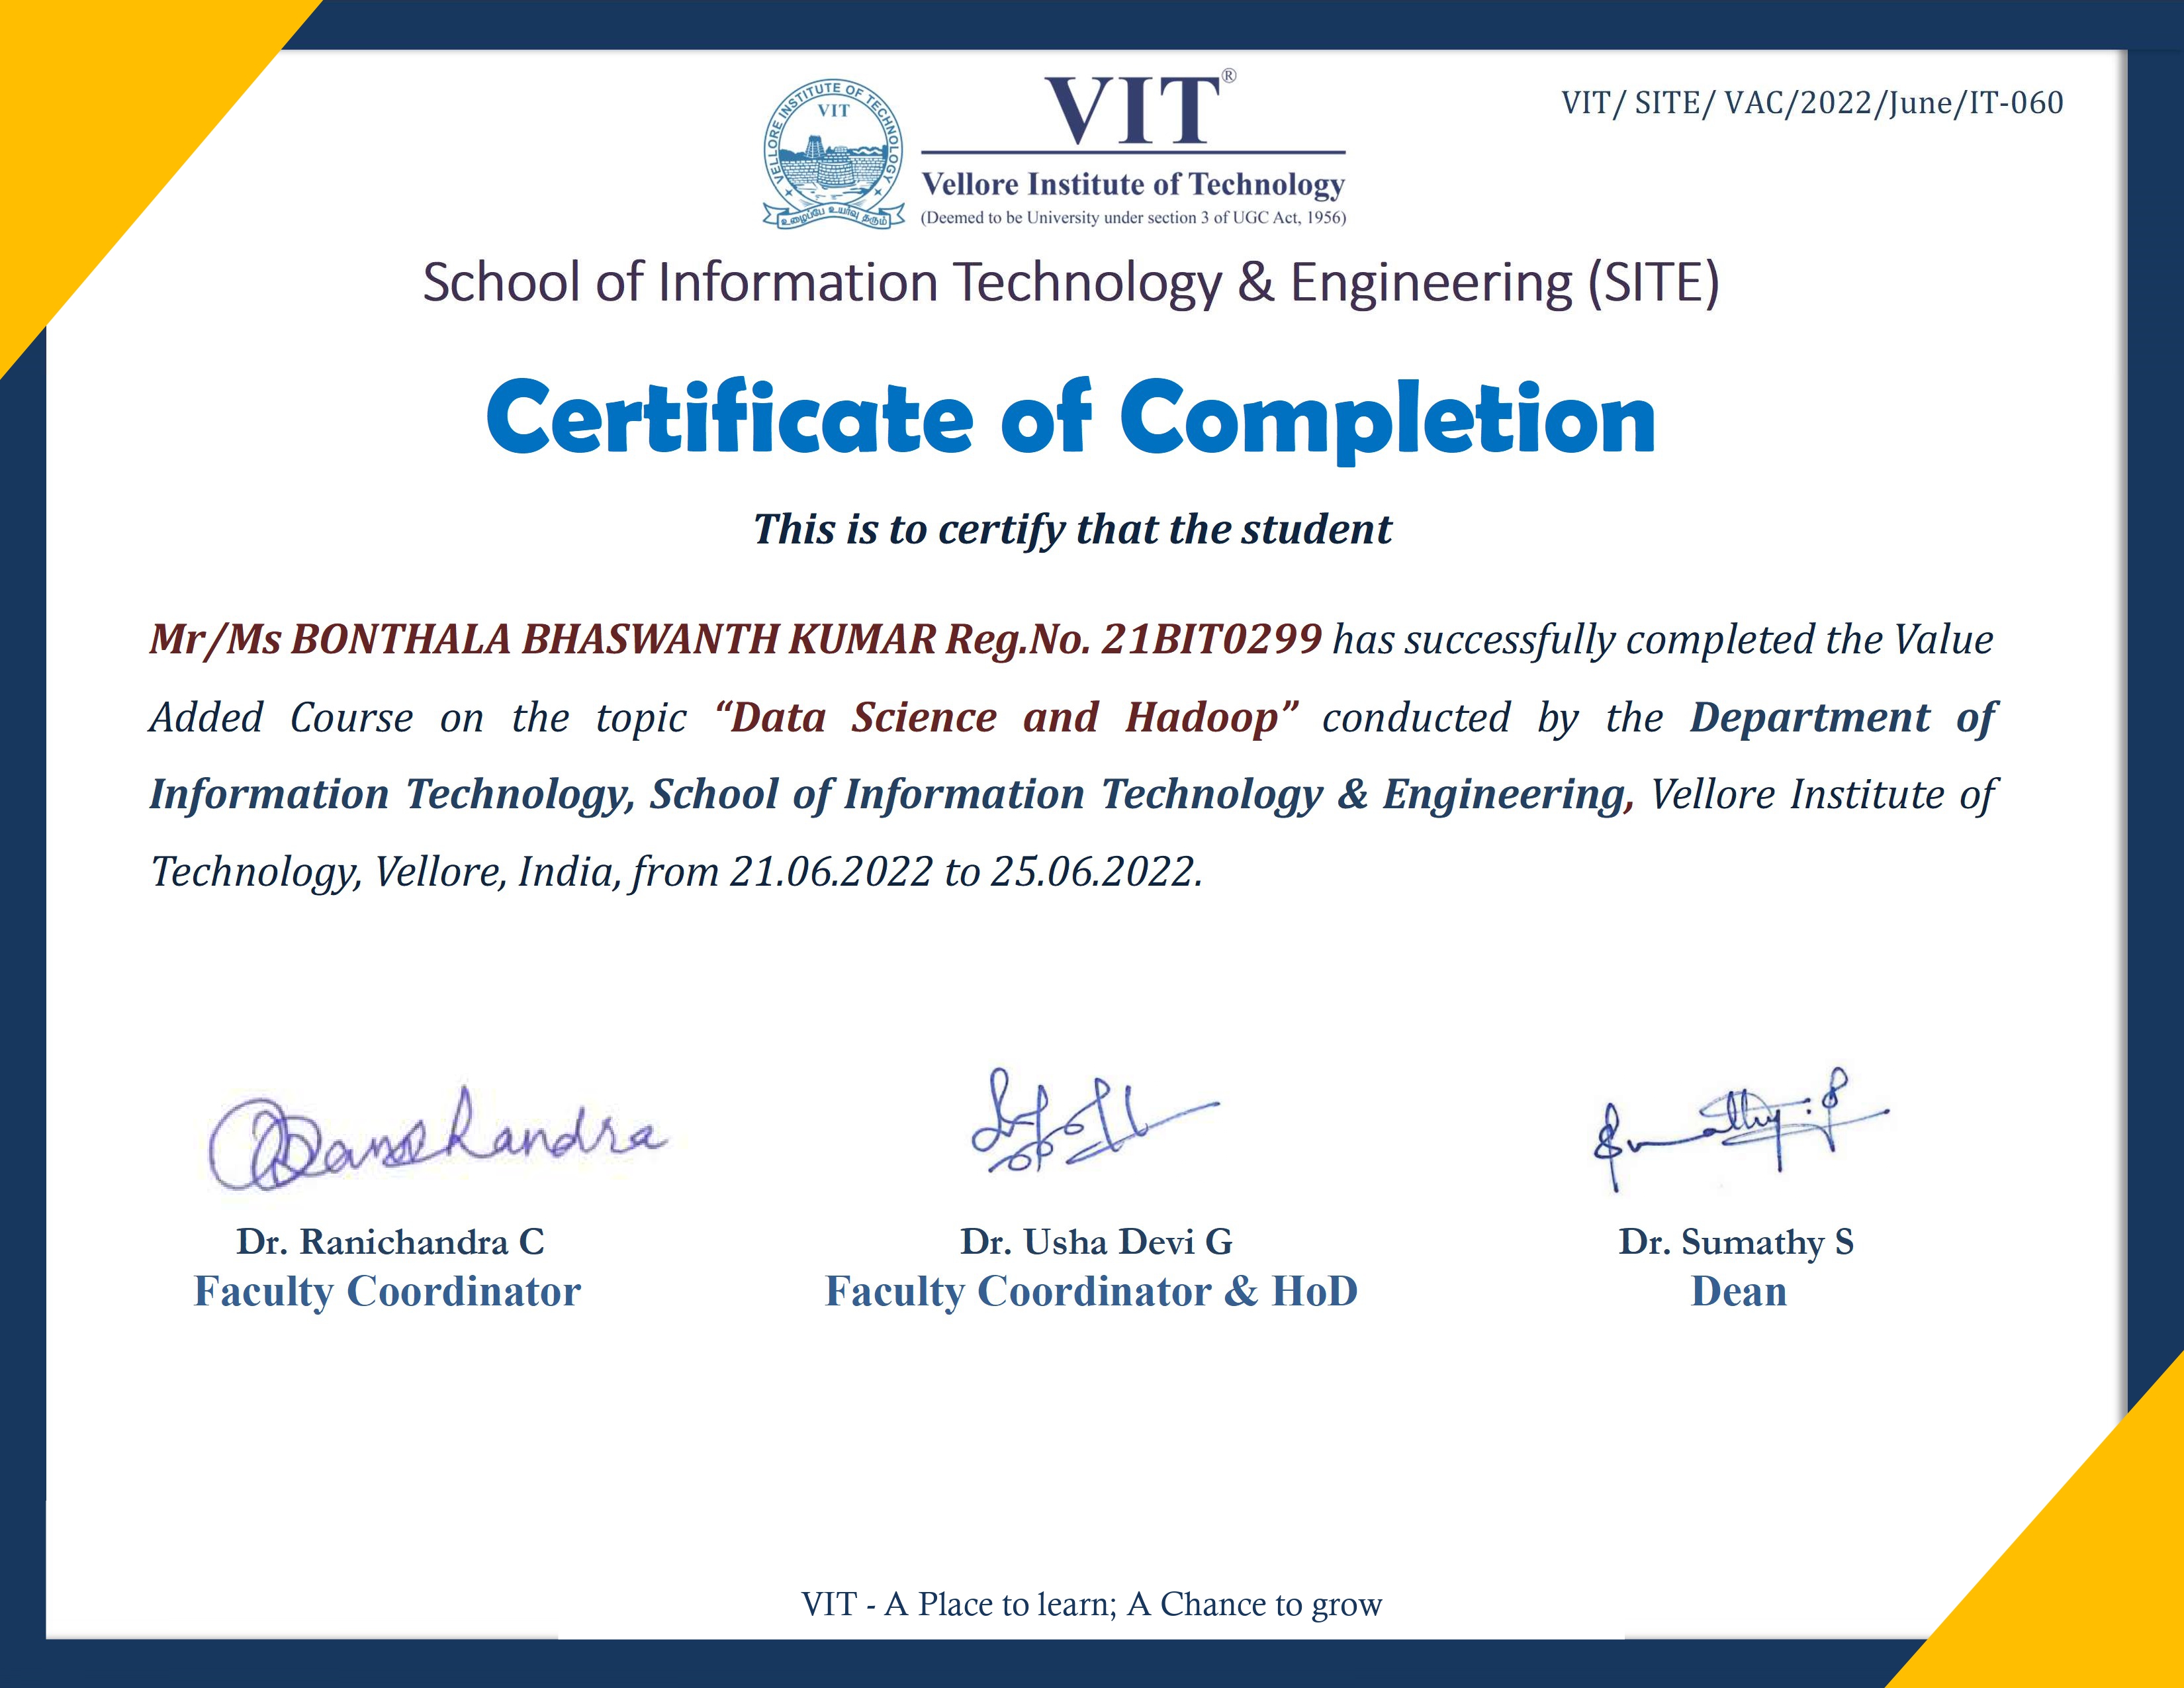 VELLORE INSTITUTE OF TECHNOLOGY
VIT
உழைப்பே உயர்வு தரும்
VIT®
Vellore Institute of Technology
(Deemed to be University under section 3 of UGC Act, 1956)
VIT/ SITE/ VAC/2022/June/IT-060
School of Information Technology & Engineering (SITE)
Certificate of Completion
This is to certify that the student
Mr/Ms BONTHALA BHASWANTH KUMAR Reg.No. 21BIT0299 has successfully completed the Value
Added Course on the topic “Data Science and Hadoop” conducted by the Department of
Information Technology, School of Information Technology & Engineering, Vellore Institute of
Technology, Vellore, India, from 21.06.2022 to 25.06.2022.
Dr. Ranichandra C
Faculty Coordinator
Dr. Usha Devi G
Faculty Coordinator & HoD
Dr. Sumathy S
Dean
VIT - A Place to learn; A Chance to grow